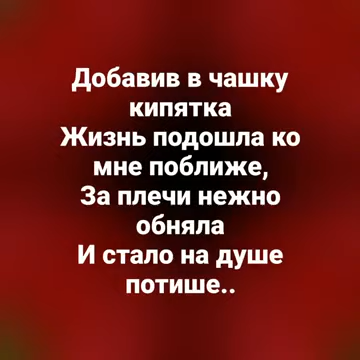 Добавив в чашку
кипятка
Жизнь подошла ко
мне поближе,
За плечи нежно
обняла
И стало на душе
потише..